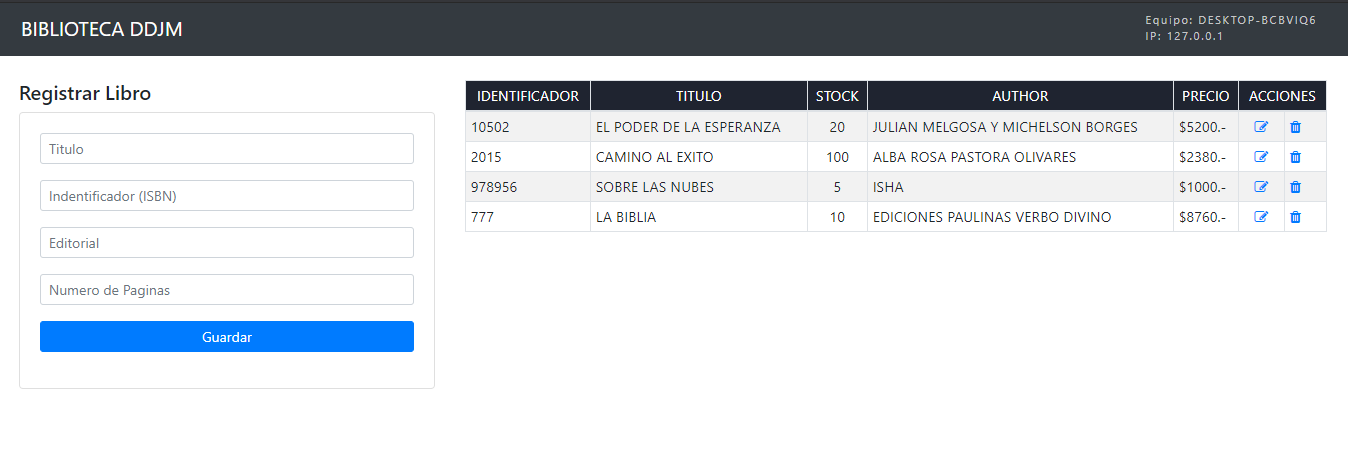 BIBLIOTECA DDJM
Equipo: DESKTOP-BCBVIQ6
IP: 127.0.0.1
Registrar Libro
Titulo
Indentificador (ISBN)
Editorial
Numero de Paginas
Guardar
IDENTIFICADOR TITULO STOCK AUTHOR PRECIO ACCIONES
10502 EL PODER DE LA ESPERANZA 20 JULIAN MELGOSA Y MICHELSON BORGES $5200.-
2015 CAMINO AL EXITO 100 ALBA ROSA PASTORA OLIVARES $2380.-
978956 SOBRE LAS NUBES 5 ISHA $1000.-
777 LA BIBLIA 10 EDICIONES PAULINAS VERBO DIVINO $8760.-